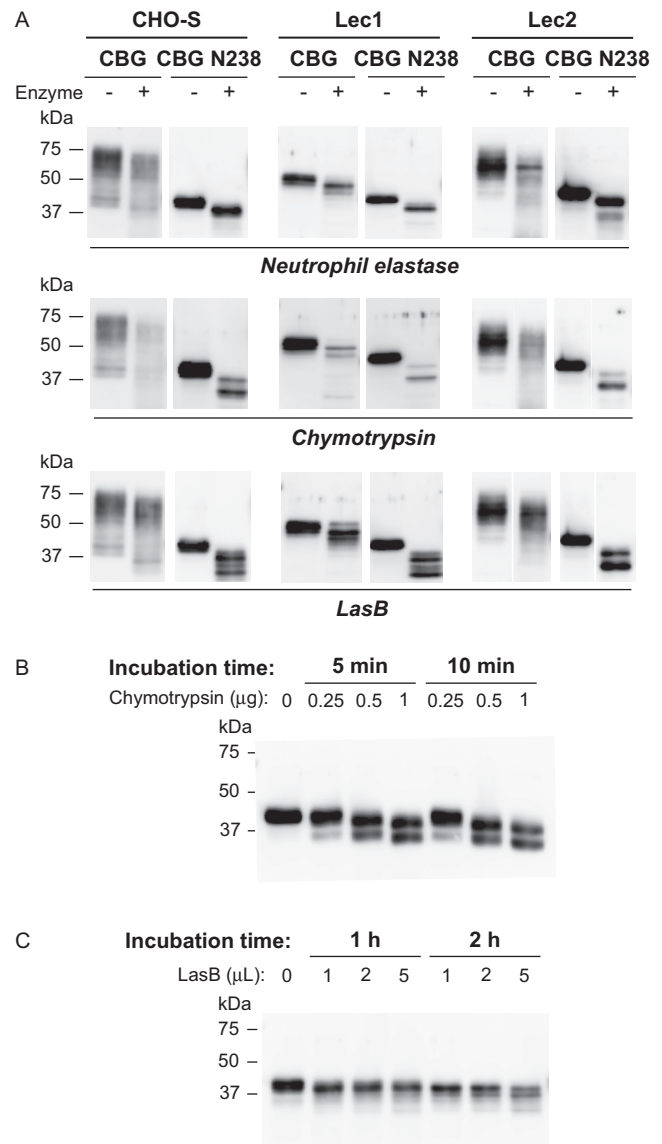 A
CHO-S Lec1 Lec2
CBG CBG N238 CBG CBG N238 CBG CBG N238
Enzyme - + - + - + - + - + - +
kDa
75
50
37
Neutrophil elastase
kDa
75
50
37
Chymotrypsin
kDa
75
50
37
LasB
B Incubation time: 5 min 10 min
Chymotrypsin (μg): 0 0.25 0.5 1 0.25 0.5 1
kDa
75
50
37
C Incubation time: 1 h 2 h
LasB (μL): 0 1 2 5 1 2 5
kDa
75
50
37